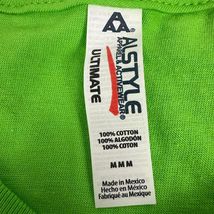 AA
ALSTYLE
APPAREL ACTIVEWEAR®
ULTIMATE
100% COTTON
100% ALGODÓN
100% COTON
M M M
Made in Mexico
Hecho en México
Fabriqué au Mexique